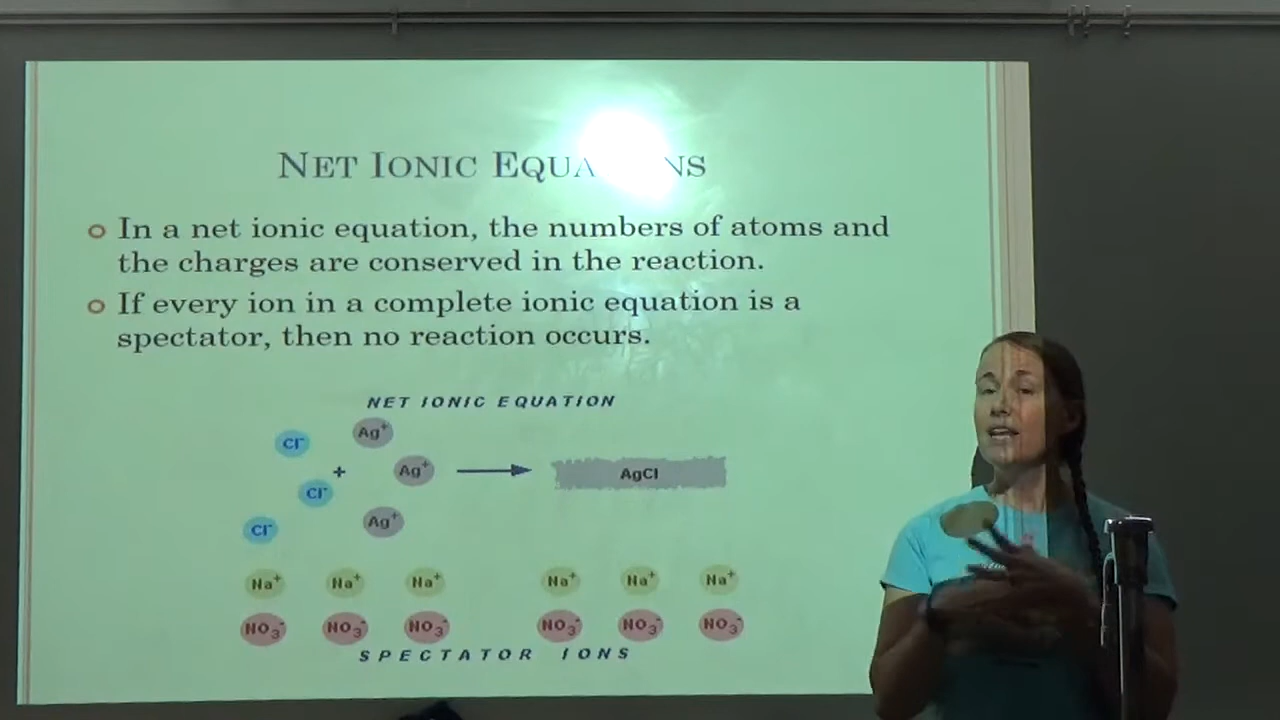 NET IONIC
In a net ionic equation, the numbers of atoms and
the charges are conserved in the reaction.
If every ion in a complete ionic equation is a
spectator, then no reaction occurs.
NET IONIC EQUATION
Cl⁻ Ag⁺
+ Ag⁺ AgCl
Cl⁻
Cl⁻ Ag⁺
Na⁺ Na⁺ Na⁺ Na⁺ Na⁺ Na⁺
NO₃⁻ NO₃⁻ NO₃⁻ NO₃⁻ NO₃⁻ NO₃⁻
SPECTATOR IONS